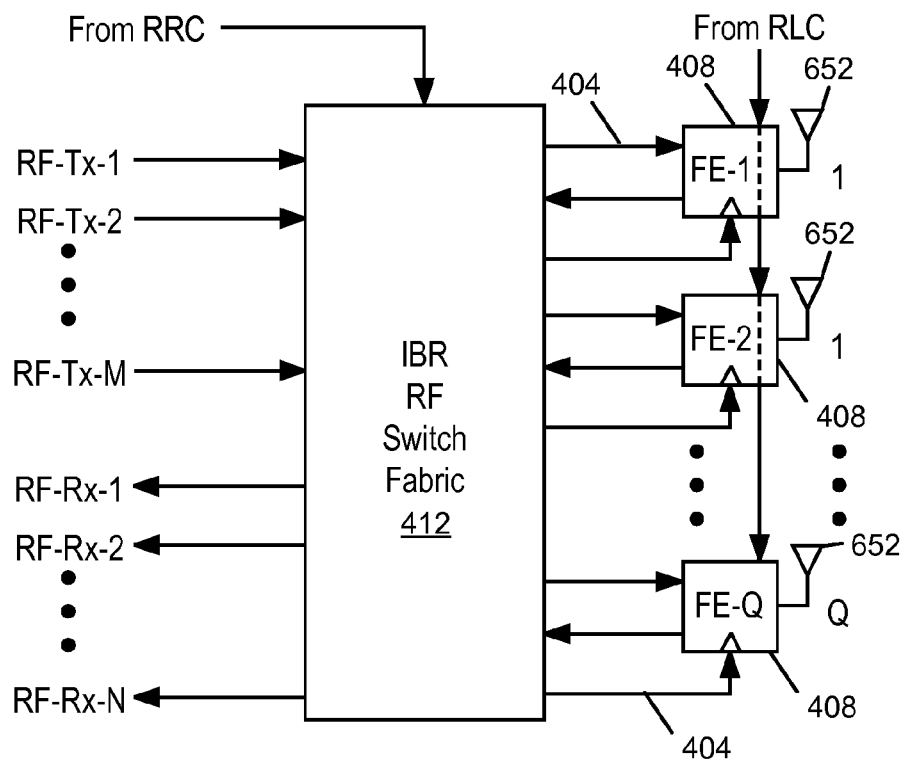 From RRC
From RLC
652
408
404
RF-Tx-1
FE-1
1
RF-Tx-2
652
FE-2
1
IBR
RF
Switch
Fabric
412
RF-Tx-M
408
RF-Rx-1
RF-Rx-2
652
FE-Q
Q
RF-Rx-N
408
404